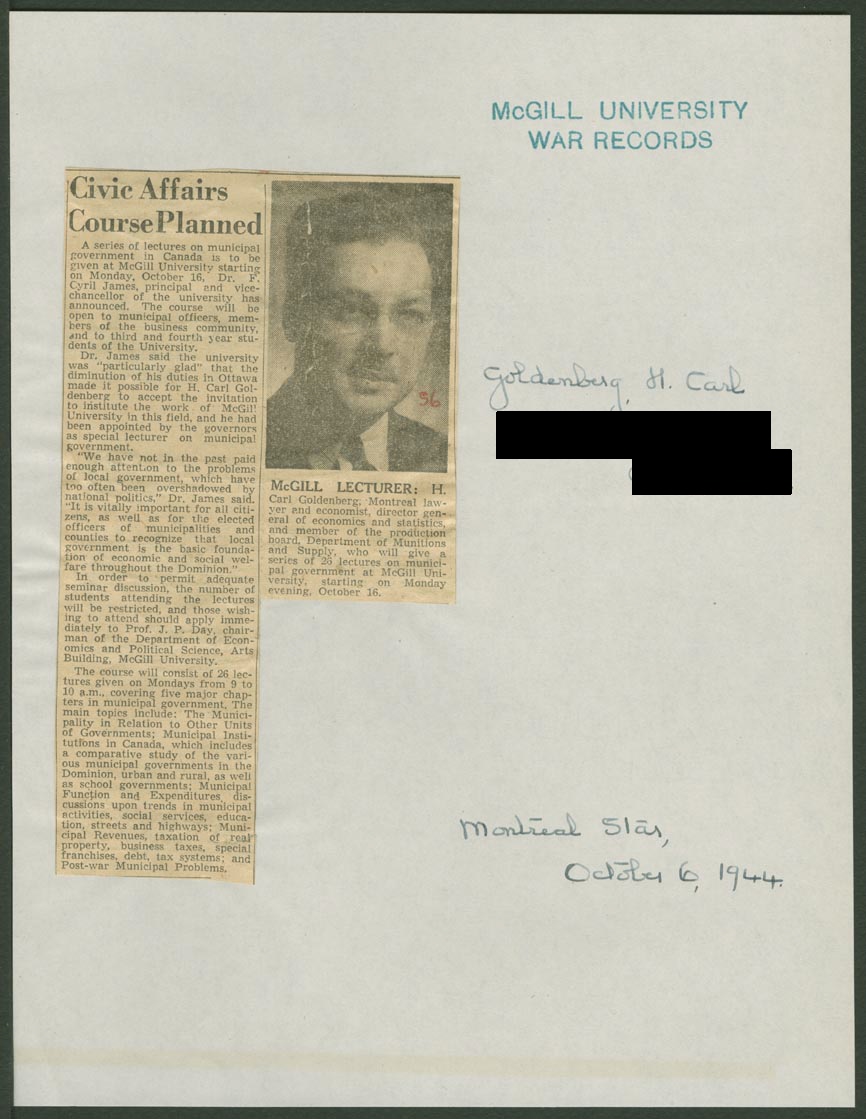 McGILL UNIVERSITY
WAR RECORDS
Civic Affairs
Course Planned
A series of lectures on municipal
government in Canada is to be
given at McGill University starting
on Monday, October 16, Dr. F.
Cyril James, principal and vice-
chancellor of the university has
announced. The course will be
open to municipal officers, mem-
bers of the business community,
and to third and fourth year stu-
dents of the University.
Dr. James said the university
was "particularly glad" that the
diminution of his duties in Ottawa
made it possible for H. Carl Gol-
denberg to accept the invitation
to institute the work of McGill
University in this field, and he had
been appointed by the governors
as special lecturer on municipal
government.
"We have not in the past paid
enough attention to the problems
of local government, which have
too often been overshadowed by
national politics," Dr. James said.
"It is vitally important for all citi-
zens, as well as for the elected
officers of municipalities and
counties to recognize that local
government is the basic founda-
tion of economic and social wel-
fare throughout the Dominion."
In order to permit adequate
seminar discussion, the number of
students attending the lectures
will be restricted, and those wish-
ing to attend should apply imme-
diately to Prof. J. P. Day, chair-
man of the Department of Econ-
omics and Political Science, Arts
Building, McGill University.
The course will consist of 26 lec-
tures given on Mondays from 9 to
10 a.m., covering five major chap-
ters in municipal government. The
main topics include: The Munici-
pality in Relation to Other Units
of Governments; Municipal Insti-
tutions in Canada, which includes
a comparative study of the vari-
ous municipal governments in the
Dominion, urban and rural, as well
as school governments; Municipal
Function and Expenditures, dis-
cussions upon trends in municipal
activities, social services, educa-
tion, streets and highways; Muni-
cipal Revenues, taxation of real
property, business taxes, special
franchises, debt, tax systems; and
Post-war Municipal Problems.
36
McGILL LECTURER: H.
Carl Goldenberg, Montreal law-
yer and economist, director gen-
eral of economics and statistics,
and member of the production
board, Department of Munitions
and Supply, who will give a
series of 26 lectures on munici-
pal government at McGill Uni-
versity, starting on Monday
evening, October 16.
Goldenberg, H. Carl
Montreal Star,
October 6, 1944.